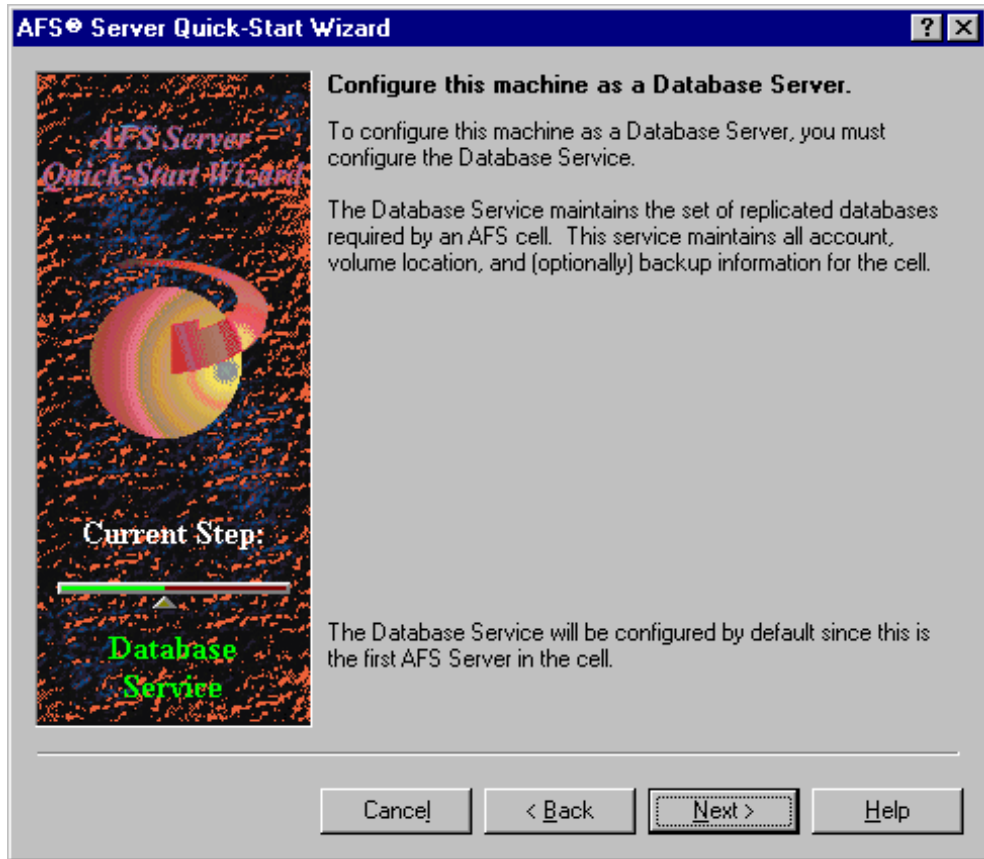 AFS® Server Quick-Start Wizard
AFS Server
Quick-Start Wizard
Current Step:
Database
Service
Configure this machine as a Database Server.
To configure this machine as a Database Server, you must
configure the Database Service.
The Database Service maintains the set of replicated databases
required by an AFS cell. This service maintains all account,
volume location, and (optionally) backup information for the cell.
The Database Service will be configured by default since this is
the first AFS Server in the cell.
Cancel
< Back
Next >
Help